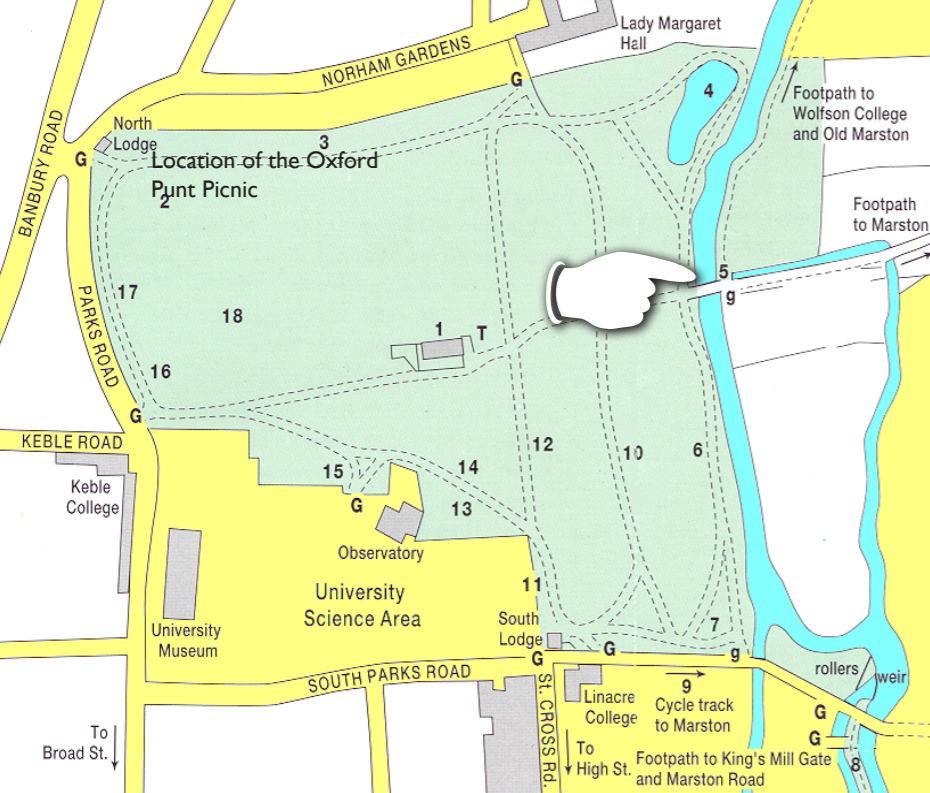 Lady Margaret
Hall
NORHAM GARDENS
G
4
Footpath to
Wolfson College
and Old Marston
BANBURY ROAD
North
Lodge
3
G
Location of the Oxford
Punt Picnic
2
Footpath
to Marston
5
g
17
18
PARKS ROAD
1
T
16
G
KEBLE ROAD
12
10
6
15
14
Keble
College
G
13
Observatory
University
Science Area
11
South
Lodge
7
University
Museum
G
G
g
rollers
weir
SOUTH PARKS ROAD
St. CROSS Rd.
Linacre
College
9
Cycle track
to Marston
G
G
To
Broad St.
To
High St.
Footpath to King's Mill Gate
and Marston Road
8